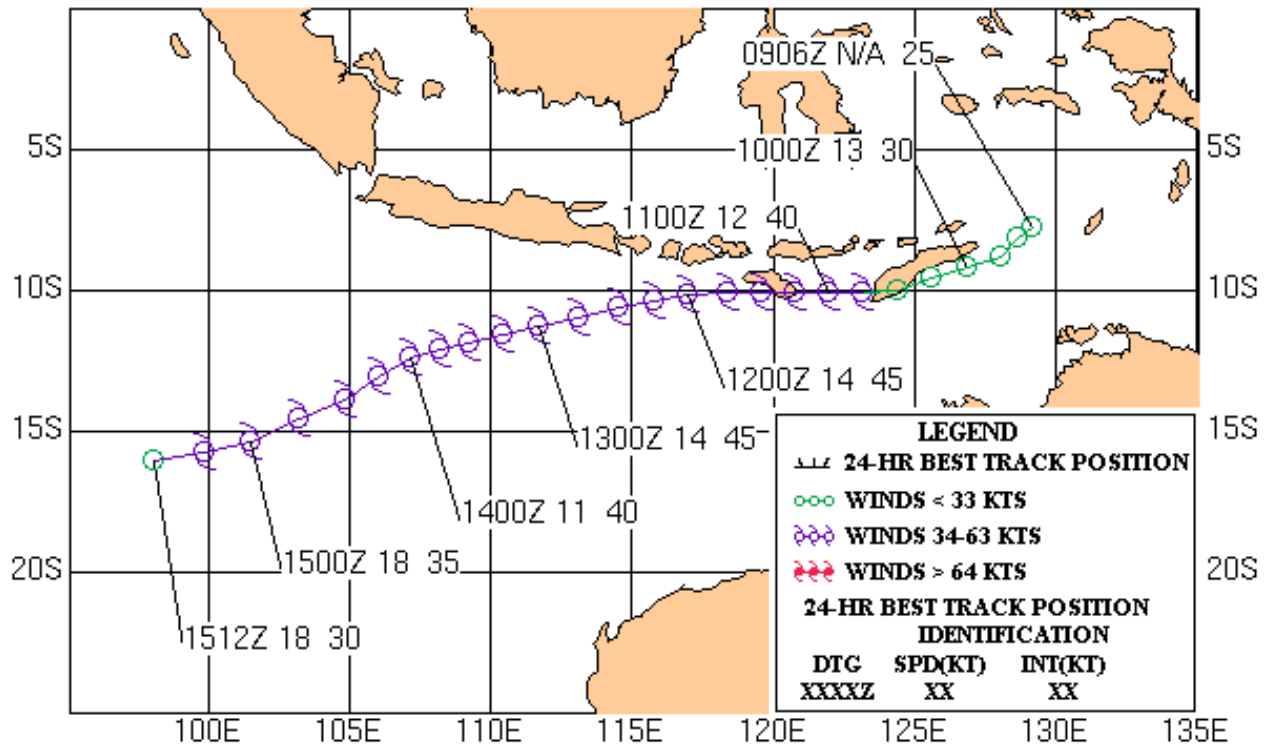 0906Z N/A 25
5S 1000Z 13 30 5S
1100Z 12 40
10S 10S
1200Z 14 45
15S 1300Z 14 45 15S
1400Z 11 40
1500Z 18 35
20S 20S
1512Z 18 30
LEGEND
24-HR BEST TRACK POSITION
WINDS < 33 KTS
WINDS 34-63 KTS
WINDS > 64 KTS
24-HR BEST TRACK POSITION
IDENTIFICATION
DTG SPD(KT) INT(KT)
XXXXZ XX XX
100E 105E 110E 115E 120E 125E 130E 135E